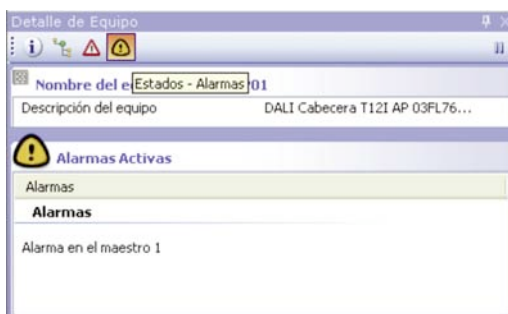 Detalle de Equipo
Nombre del e
Estados - Alarmas
01
Descripción del equipo DALI Cabecera T12I AP 03FL76...
Alarmas Activas
Alarmas
Alarmas
Alarma en el maestro 1